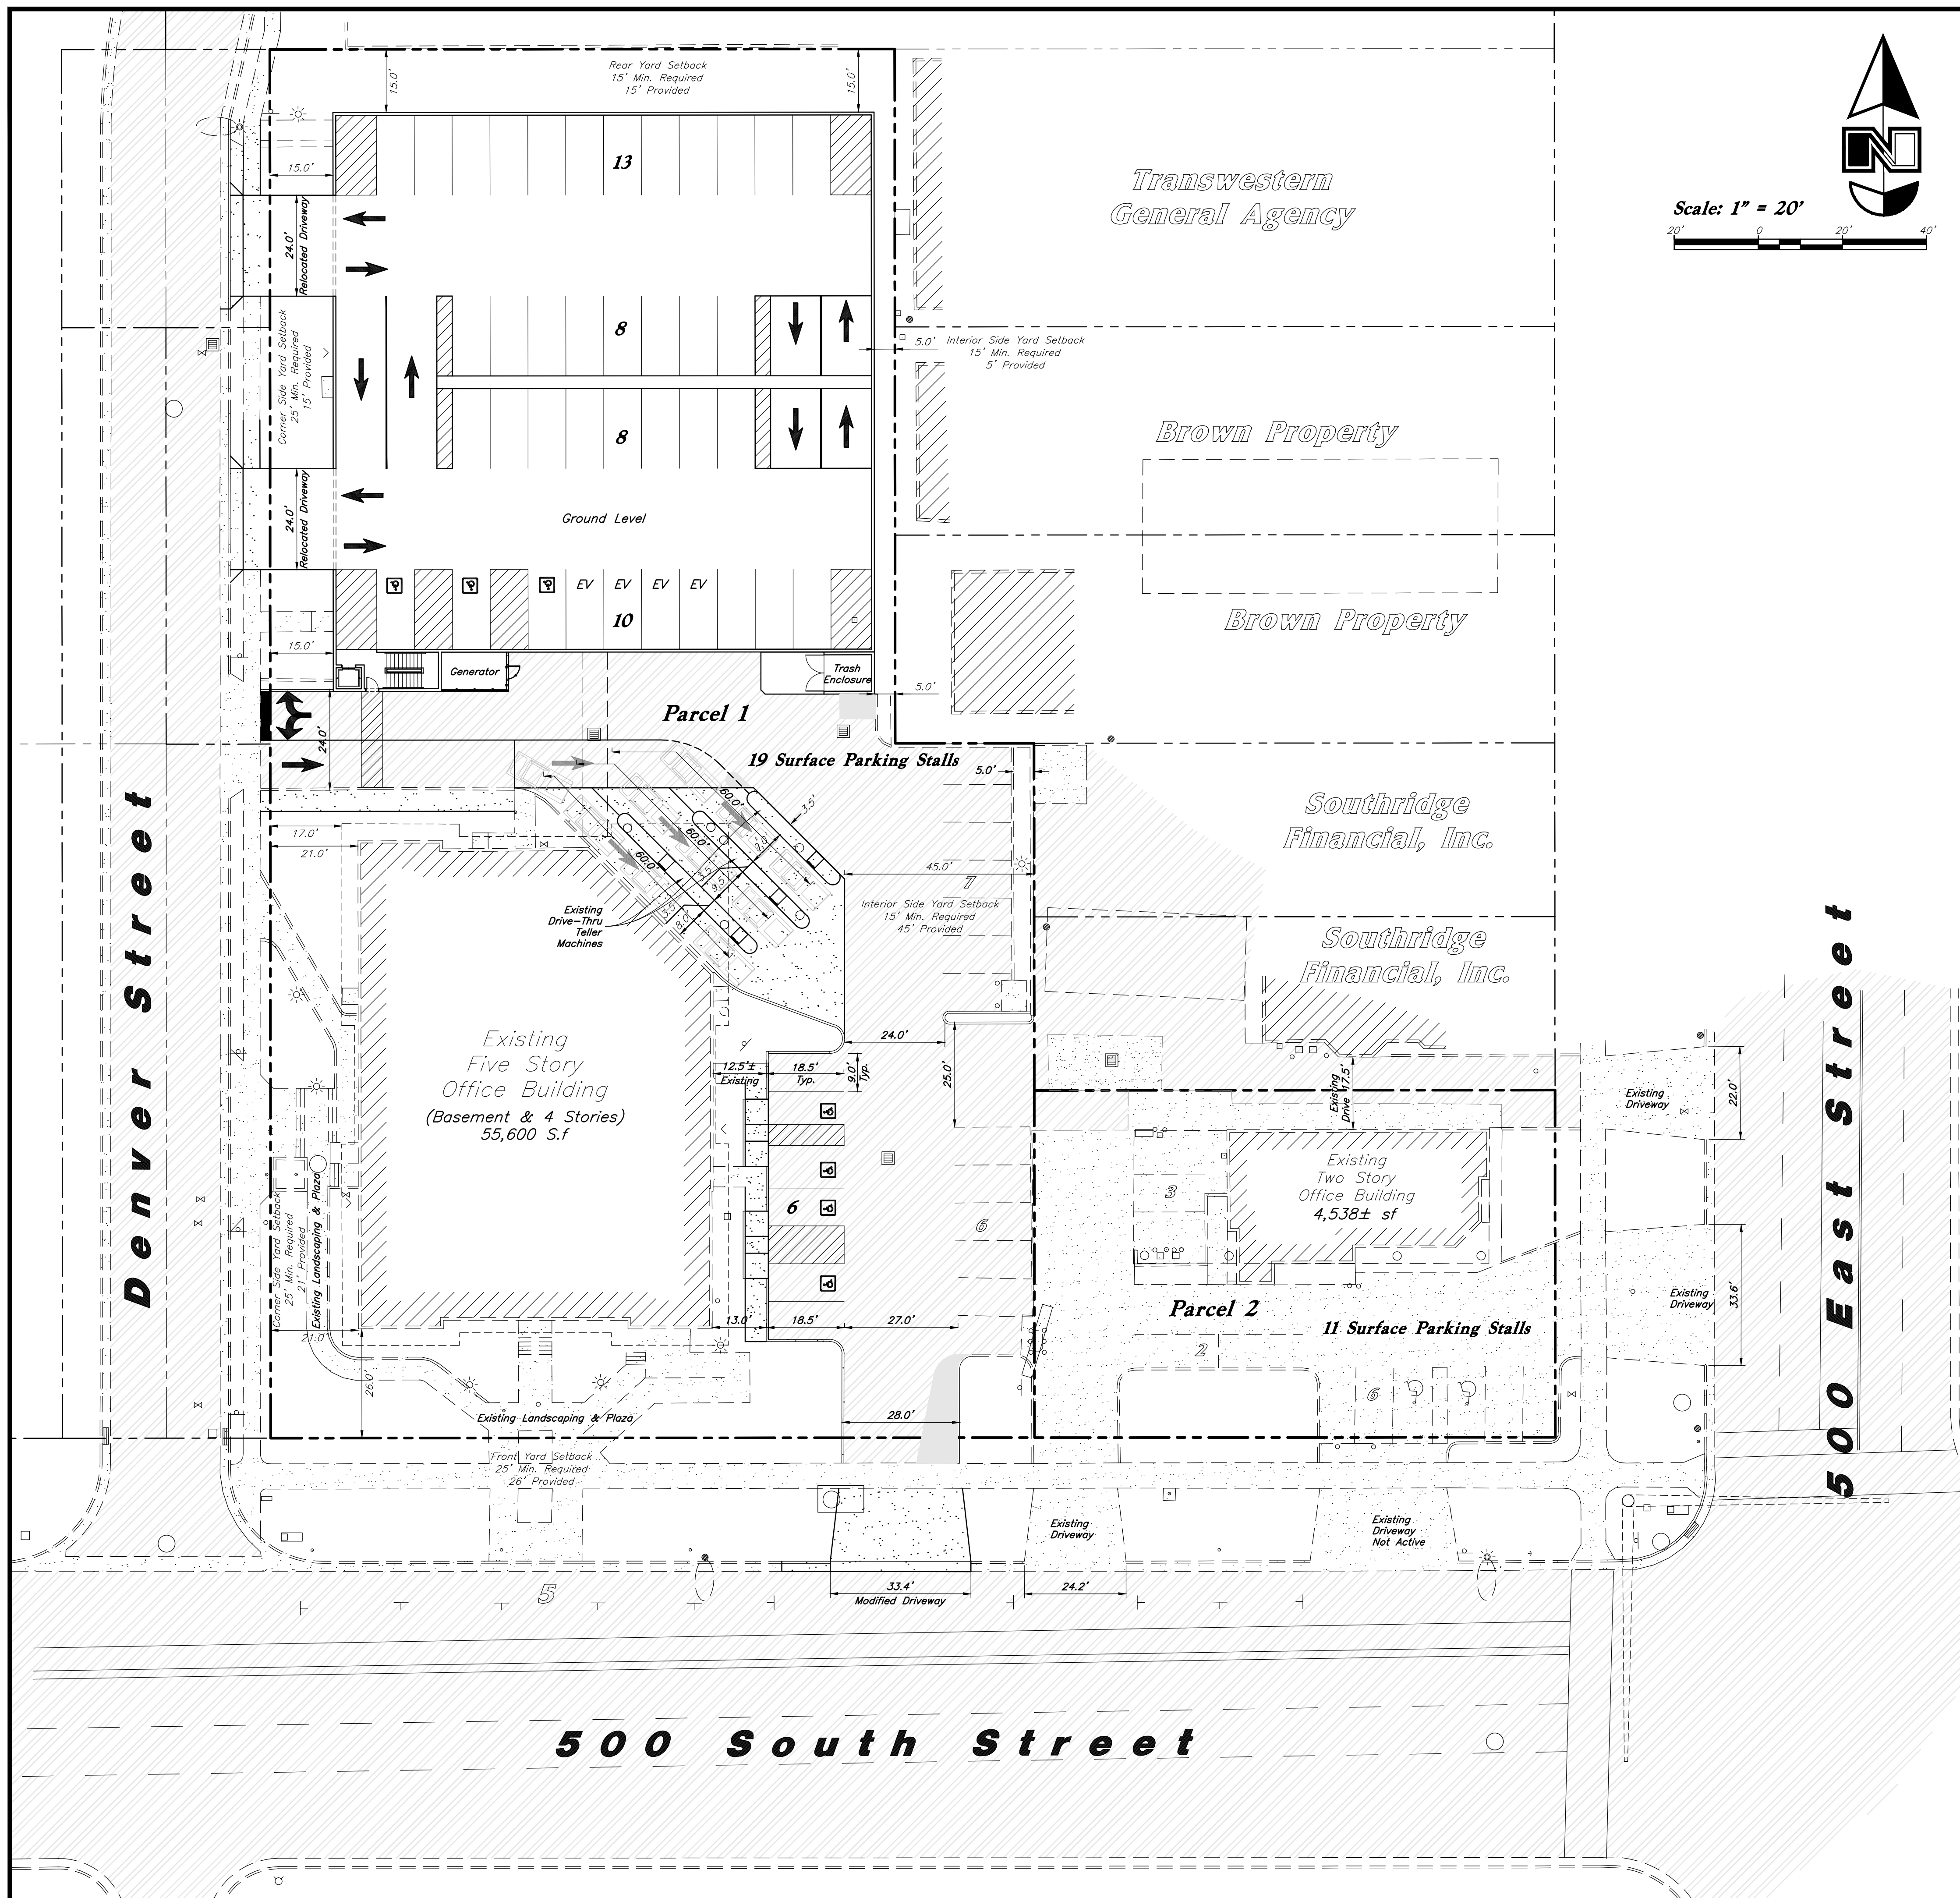 Rear Yard Setback
15' Min. Required
15' Provided
15.0'
15.0'
13
15.0'
24.0'
Relocated Driveway
Transwestern
General Agency
Scale: 1" = 20'
20'
0
20'
40'
N
Corner Side Yard Setback
25' Min. Required
15' Provided
8
8
5.0'
Interior Side Yard Setback
15' Min. Required
5' Provided
Brown Property
24.0'
Relocated Driveway
Ground Level
EV
EV
EV
EV
10
Brown Property
15.0'
Generator
Trash
Enclosure
5.0'
Parcel 1
24.0'
19 Surface Parking Stalls
5.0'
17.0'
21.0'
60.0'
60.0'
60.0'
3.5'
9.0'
9.5'
45.0'
7
Interior Side Yard Setback
15' Min. Required
45' Provided
Existing
Drive-Thru
Teller
Machines
Southridge
Financial, Inc.
Southridge
Financial, Inc.
Denver Street
500 East Street
Existing
Five Story
Office Building
(Basement & 4 Stories)
55,600 S.f
12.5'±
Existing
18.5'
Typ.
9.0'
Typ.
24.0'
25.0'
Existing
Drive 17.5'
Existing
Driveway
22.0'
6
6
3
Existing
Two Story
Office Building
4,538± sf
Corner Side Yard Setback
25' Min. Required
21' Provided
Existing Landscaping & Plaza
21.0'
13.0'
18.5'
27.0'
Parcel 2
11 Surface Parking Stalls
Existing
Driveway
33.6'
2
6
26.0'
Existing Landscaping & Plaza
28.0'
Front Yard Setback
25' Min. Required
26' Provided
Existing
Driveway
Existing
Driveway
Not Active
5
33.4'
Modified Driveway
24.2'
500 South Street